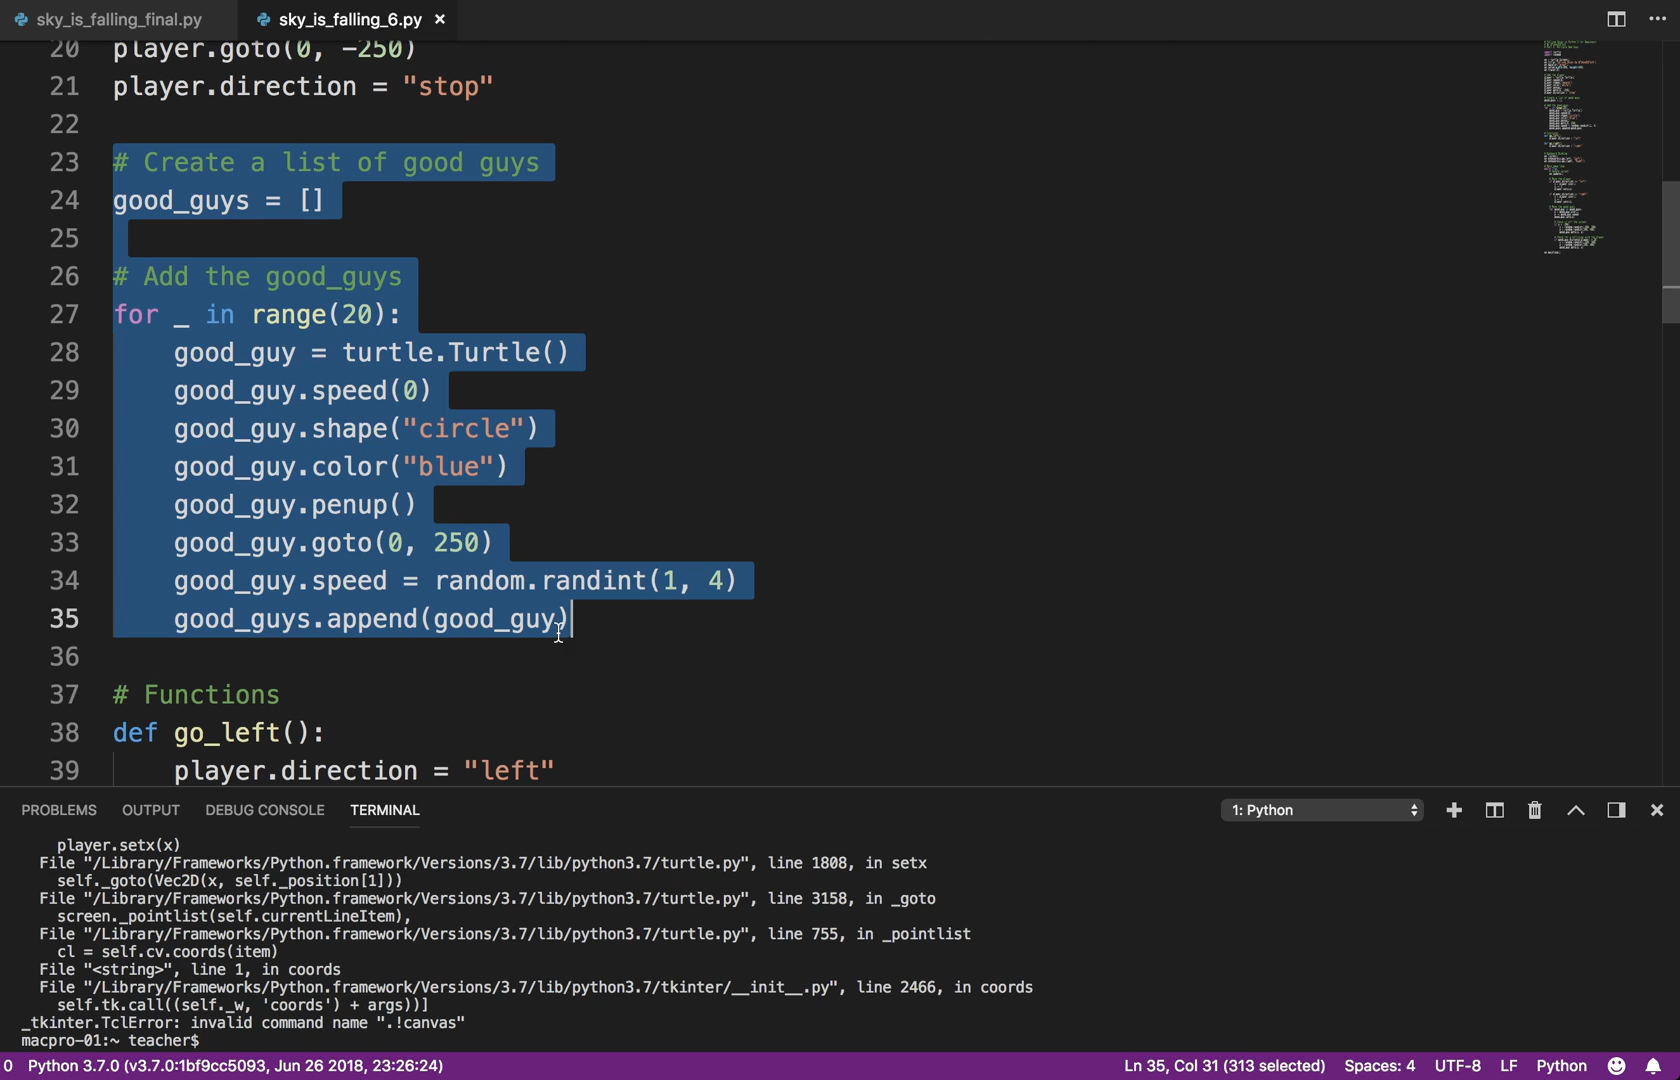 sky_is_falling_final.py
sky_is_falling_6.py ×
20 player.goto(0, -250)
21 player.direction = "stop"
22
23 # Create a list of good guys
24 good_guys = []
25
26 # Add the good_guys
27 for _ in range(20):
28 good_guy = turtle.Turtle()
29 good_guy.speed(0)
30 good_guy.shape("circle")
31 good_guy.color("blue")
32 good_guy.penup()
33 good_guy.goto(0, 250)
34 good_guy.speed = random.randint(1, 4)
35 good_guys.append(good_guy)
36
37 # Functions
38 def go_left():
39 player.direction = "left"
PROBLEMS OUTPUT DEBUG CONSOLE TERMINAL 1: Python
player.setx(x)
File "/Library/Frameworks/Python.framework/Versions/3.7/lib/python3.7/turtle.py", line 1808, in setx
self._goto(Vec2D(x, self._position[1]))
File "/Library/Frameworks/Python.framework/Versions/3.7/lib/python3.7/turtle.py", line 3158, in _goto
screen._pointlist(self.currentLineItem),
File "/Library/Frameworks/Python.framework/Versions/3.7/lib/python3.7/turtle.py", line 755, in _pointlist
cl = self.cv.coords(item)
File "<string>", line 1, in coords
File "/Library/Frameworks/Python.framework/Versions/3.7/lib/python3.7/tkinter/__init__.py", line 2466, in coords
self.tk.call((self._w, 'coords') + args))]
_tkinter.TclError: invalid command name ".!canvas"
macpro-01:~ teacher$
0 Python 3.7.0 (v3.7.0:1bf9cc5093, Jun 26 2018, 23:26:24) Ln 35, Col 31 (313 selected) Spaces: 4 UTF-8 LF Python